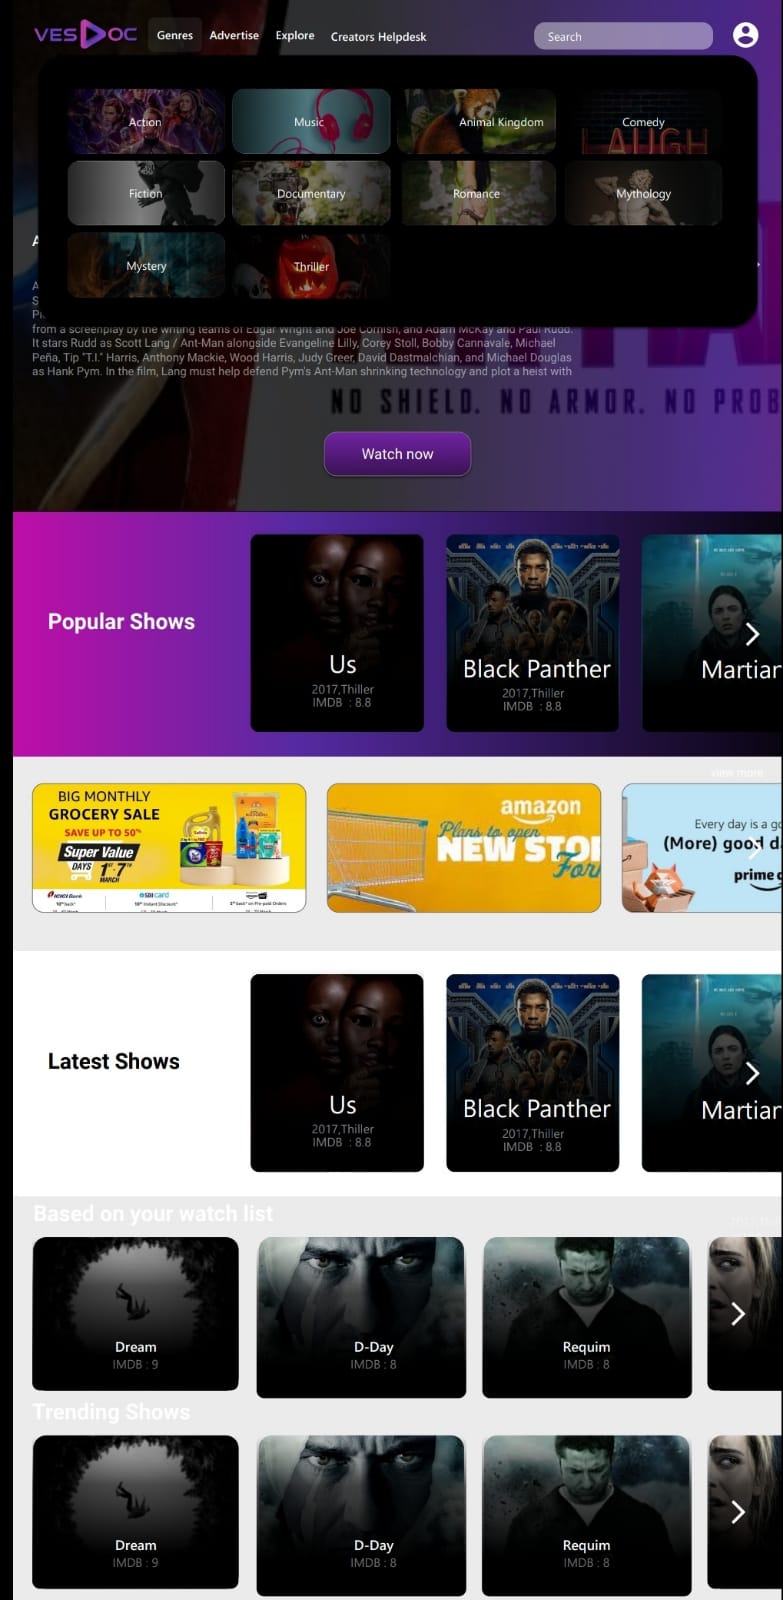 VESDOC
Genres
Advertise
Explore
Creators Helpdesk
Search
Action
Music
Animal Kingdom
Comedy
LAUGH
Fiction
Documentary
Romance
Mythology
Mystery
Thriller
from a screenplay by the writing teams of Edgar Wright and Joe Cornish, and Adam McKay and Paul Rudd.
It stars Rudd as Scott Lang / Ant-Man alongside Evangeline Lilly, Corey Stoll, Bobby Cannavale, Michael
Peña, Tip "T.I." Harris, Anthony Mackie, Wood Harris, Judy Greer, David Dastmalchian, and Michael Douglas
as Hank Pym. In the film, Lang must help defend Pym's Ant-Man shrinking technology and plot a heist with
NO SHIELD. NO ARMOR. NO PROB
Watch now
Popular Shows
Us
2017,Thiller
IMDB : 8.8
Black Panther
2017,Thiller
IMDB : 8.8
Martian
view more
BIG MONTHLY
GROCERY SALE
SAVE UP TO 50%
Super Value
DAYS 1ST-7TH
MARCH
ICICI Bank
SBI card
amazon
Plans to open
NEW STO
For
Every day is a go
(More) good da
prime d
Latest Shows
Us
2017,Thiller
IMDB : 8.8
Black Panther
2017,Thiller
IMDB : 8.8
Martian
Based on your watch list
Dream
IMDB : 9
D-Day
IMDB : 8
Requim
IMDB : 8
Trending Shows
Dream
IMDB : 9
D-Day
IMDB : 8
Requim
IMDB : 8